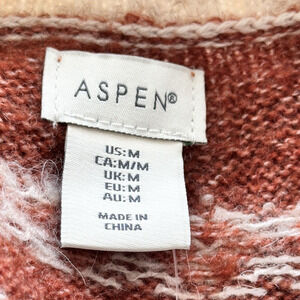 ASPEN®
US:M
CA:M/M
UK:M
EU:M
AU:M
MADE IN
CHINA